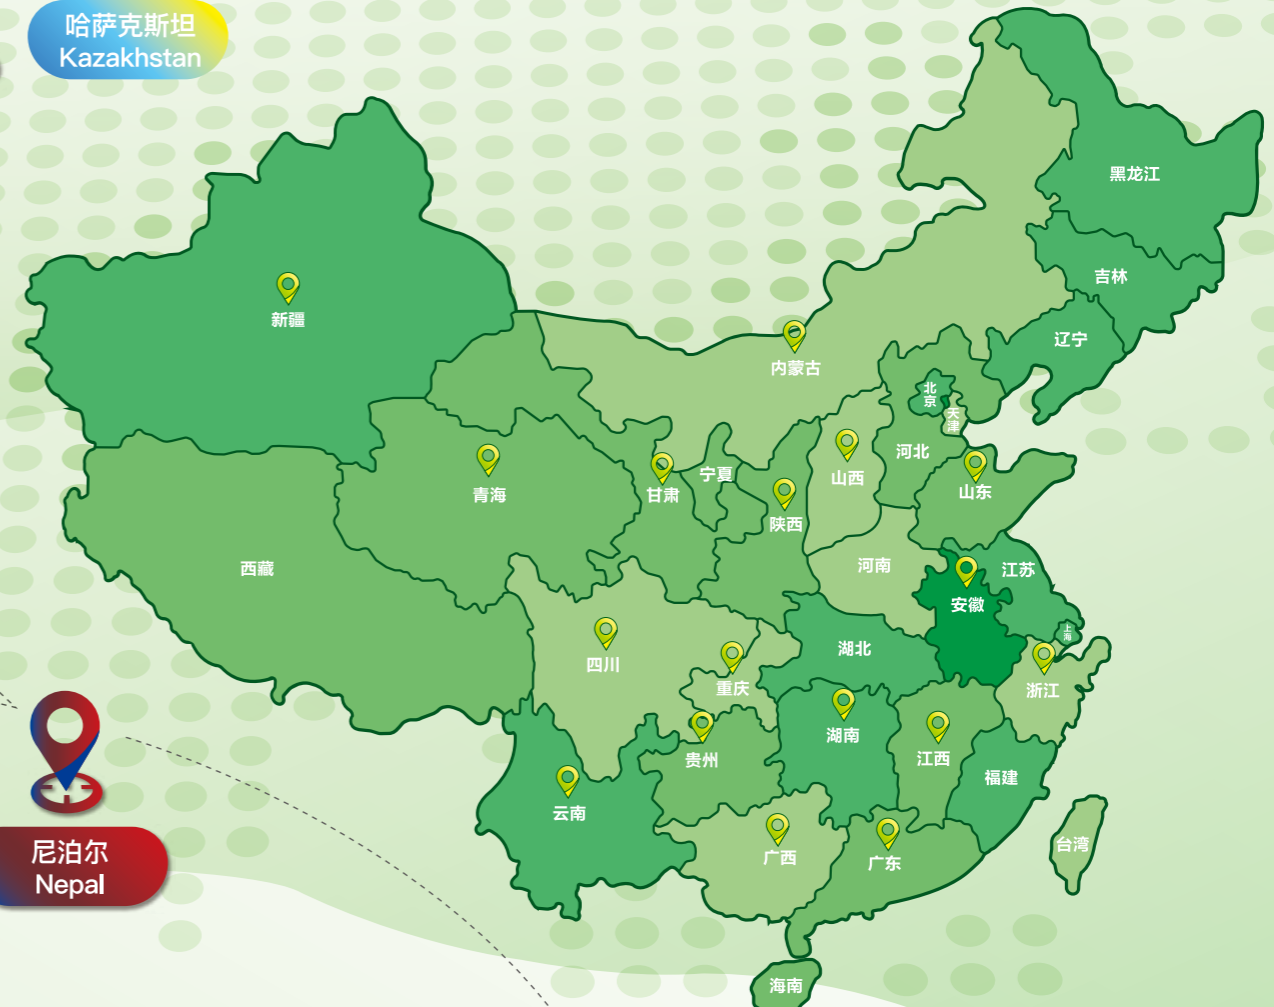 哈萨克斯坦
Kazakhstan
黑龙江
吉林
新疆
辽宁
内蒙古
北
京
天
津
河北
宁夏
山西
青海
甘肃
山东
陕西
西藏
河南
江苏
安徽
上
海
湖北
四川
重庆
浙江
湖南
贵州
江西
福建
云南
台湾
广西
广东
尼泊尔
Nepal
海南